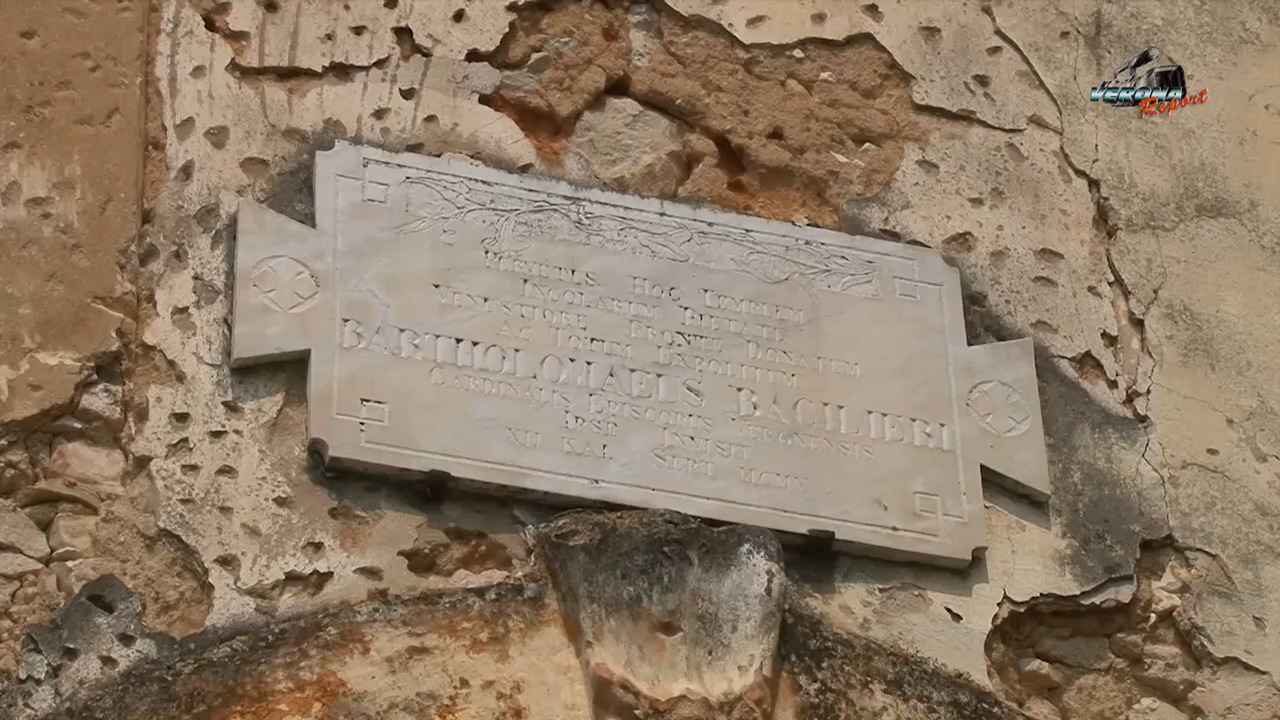 VERONA
Report
VETUS HOC TEMPLUM
INCOLARUM PIETATE
VENUSTIORE FRONTE DONATUM
AC TOTUM EXPOLITUM
BARTHOLOMAEUS BACILIERI
CARDINALIS EPISCOPUS VERONENSIS
IPSE INVISIT
XII KAL SEPT MCMV